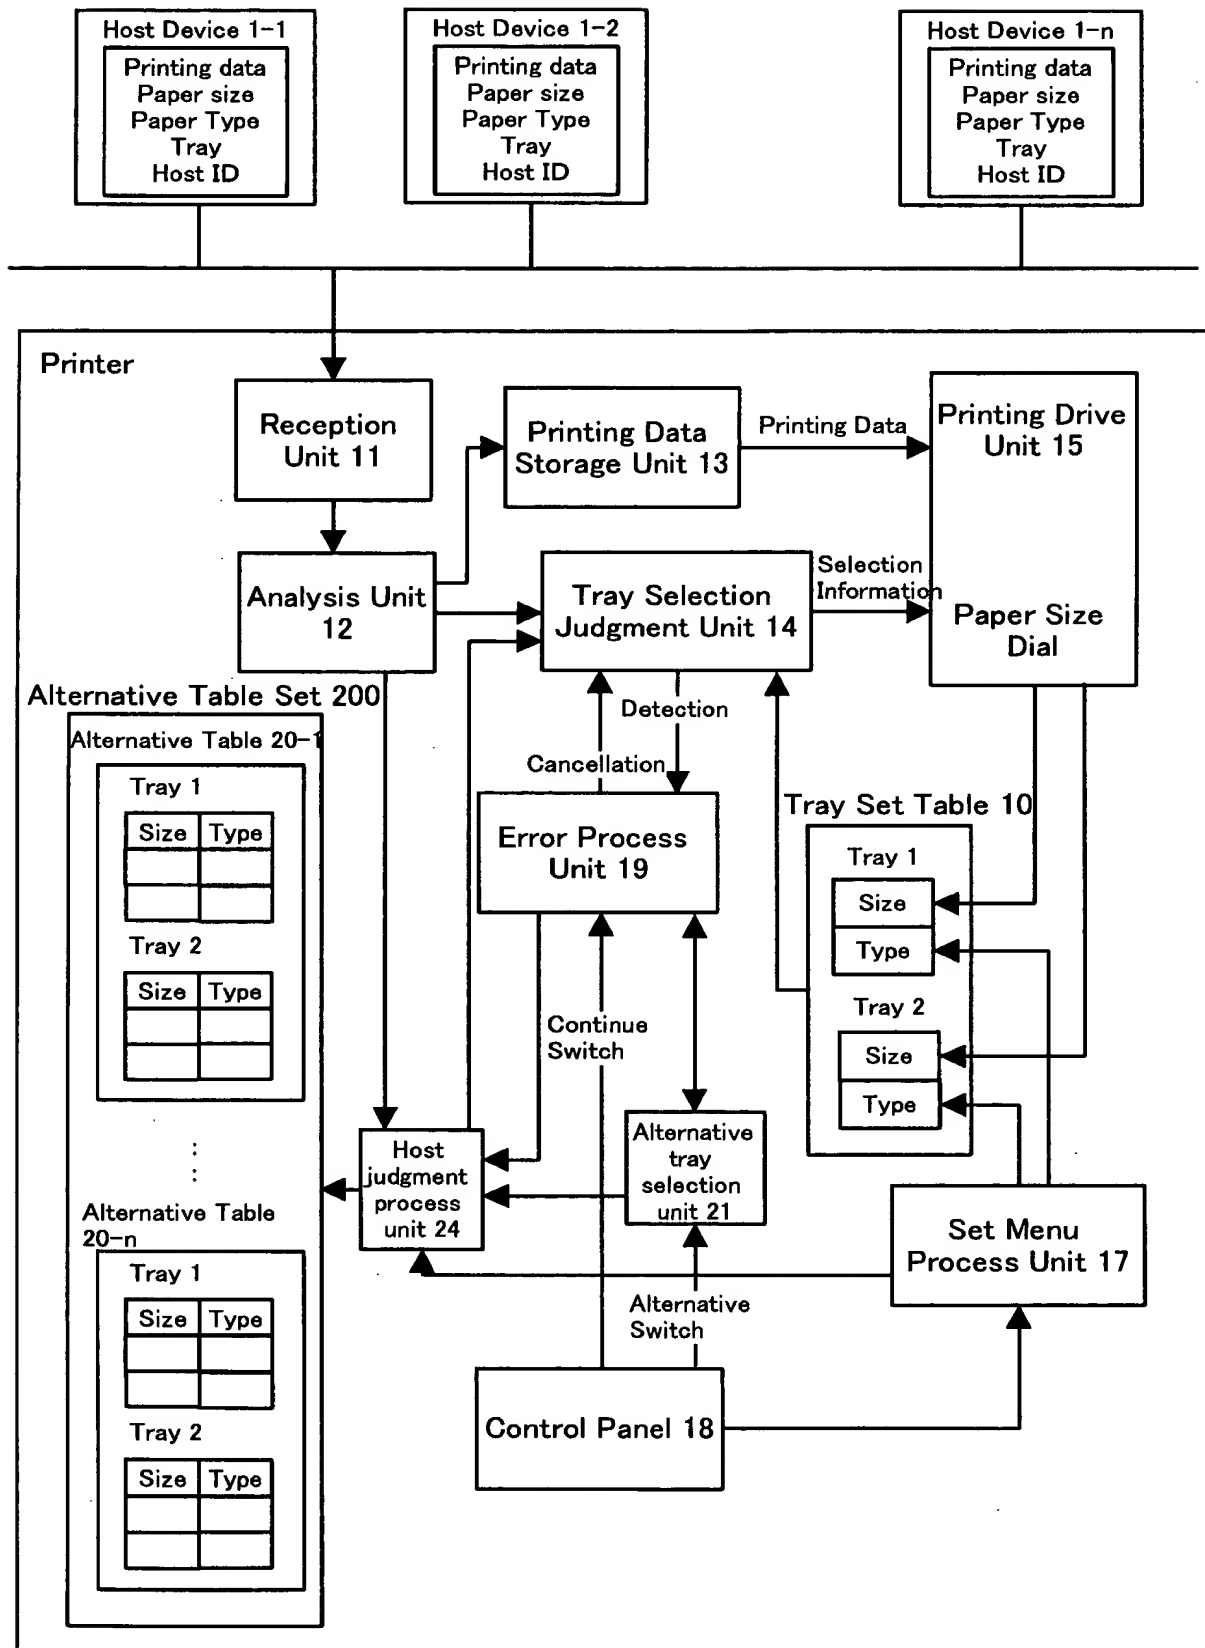 Host Device 1-1
Printing data
Paper size
Paper Type
Tray
Host ID
Host Device 1-2
Printing data
Paper size
Paper Type
Tray
Host ID
Host Device 1-n
Printing data
Paper size
Paper Type
Tray
Host ID
Printer
Reception
Unit 11
Printing Data
Storage Unit 13
Printing Data
Printing Drive
Unit 15
Paper Size
Dial
Analysis Unit
12
Tray Selection
Judgment Unit 14
Selection
Information
Alternative Table Set 200
Alternative Table 20-1
Tray 1
Size
Type
Tray 2
Size
Type
Alternative Table
20-n
Tray 1
Size
Type
Tray 2
Size
Type
Detection
Cancellation
Error Process
Unit 19
Tray Set Table 10
Tray 1
Size
Type
Tray 2
Size
Type
Continue
Switch
Host
judgment
process
unit 24
Alternative
tray
selection
unit 21
Set Menu
Process Unit 17
Alternative
Switch
Control Panel 18